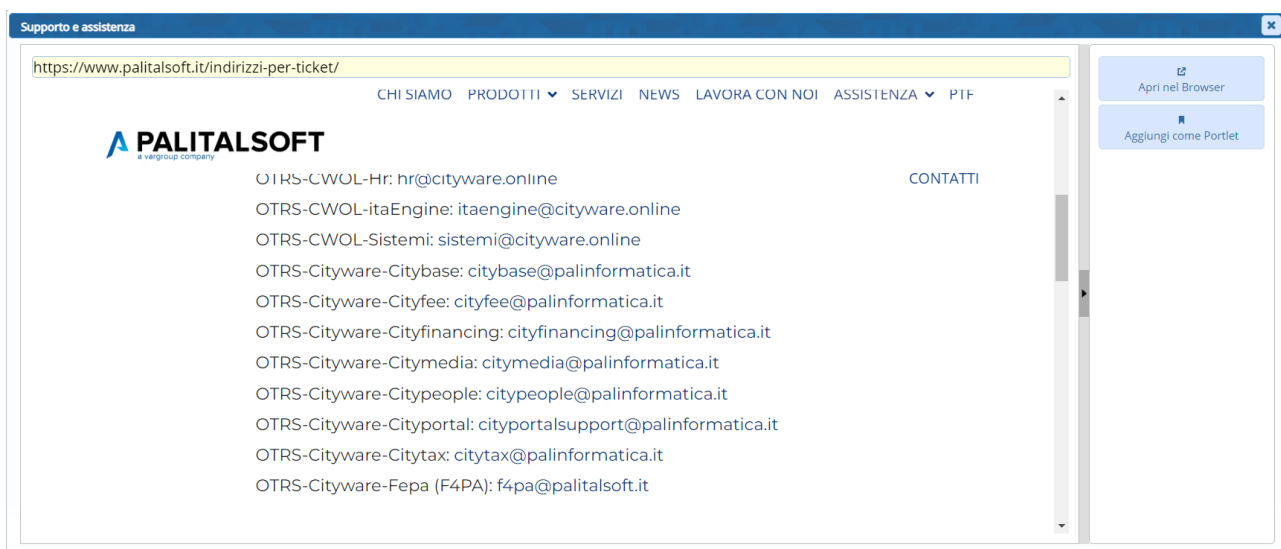 Supporto e assistenza
https://www.palitalsoft.it/indirizzi-per-ticket/
Apri nel Browser
Aggiungi come Portlet
CHI SIAMO PRODOTTI SERVIZI NEWS LAVORA CON NOI ASSISTENZA PTF
PALITALSOFT
a vargroup company
CONTATTI
OTRS-CWOL-Hr: hr@cityware.online
OTRS-CWOL-itaEngine: itaengine@cityware.online
OTRS-CWOL-Sistemi: sistemi@cityware.online
OTRS-Cityware-Citybase: citybase@palinformatica.it
OTRS-Cityware-Cityfee: cityfee@palinformatica.it
OTRS-Cityware-Cityfinancing: cityfinancing@palinformatica.it
OTRS-Cityware-Citymedia: citymedia@palinformatica.it
OTRS-Cityware-Citypeople: citypeople@palinformatica.it
OTRS-Cityware-Cityportal: cityportalsupport@palinformatica.it
OTRS-Cityware-Citytax: citytax@palinformatica.it
OTRS-Cityware-Fepa (F4PA): f4pa@palitalsoft.it